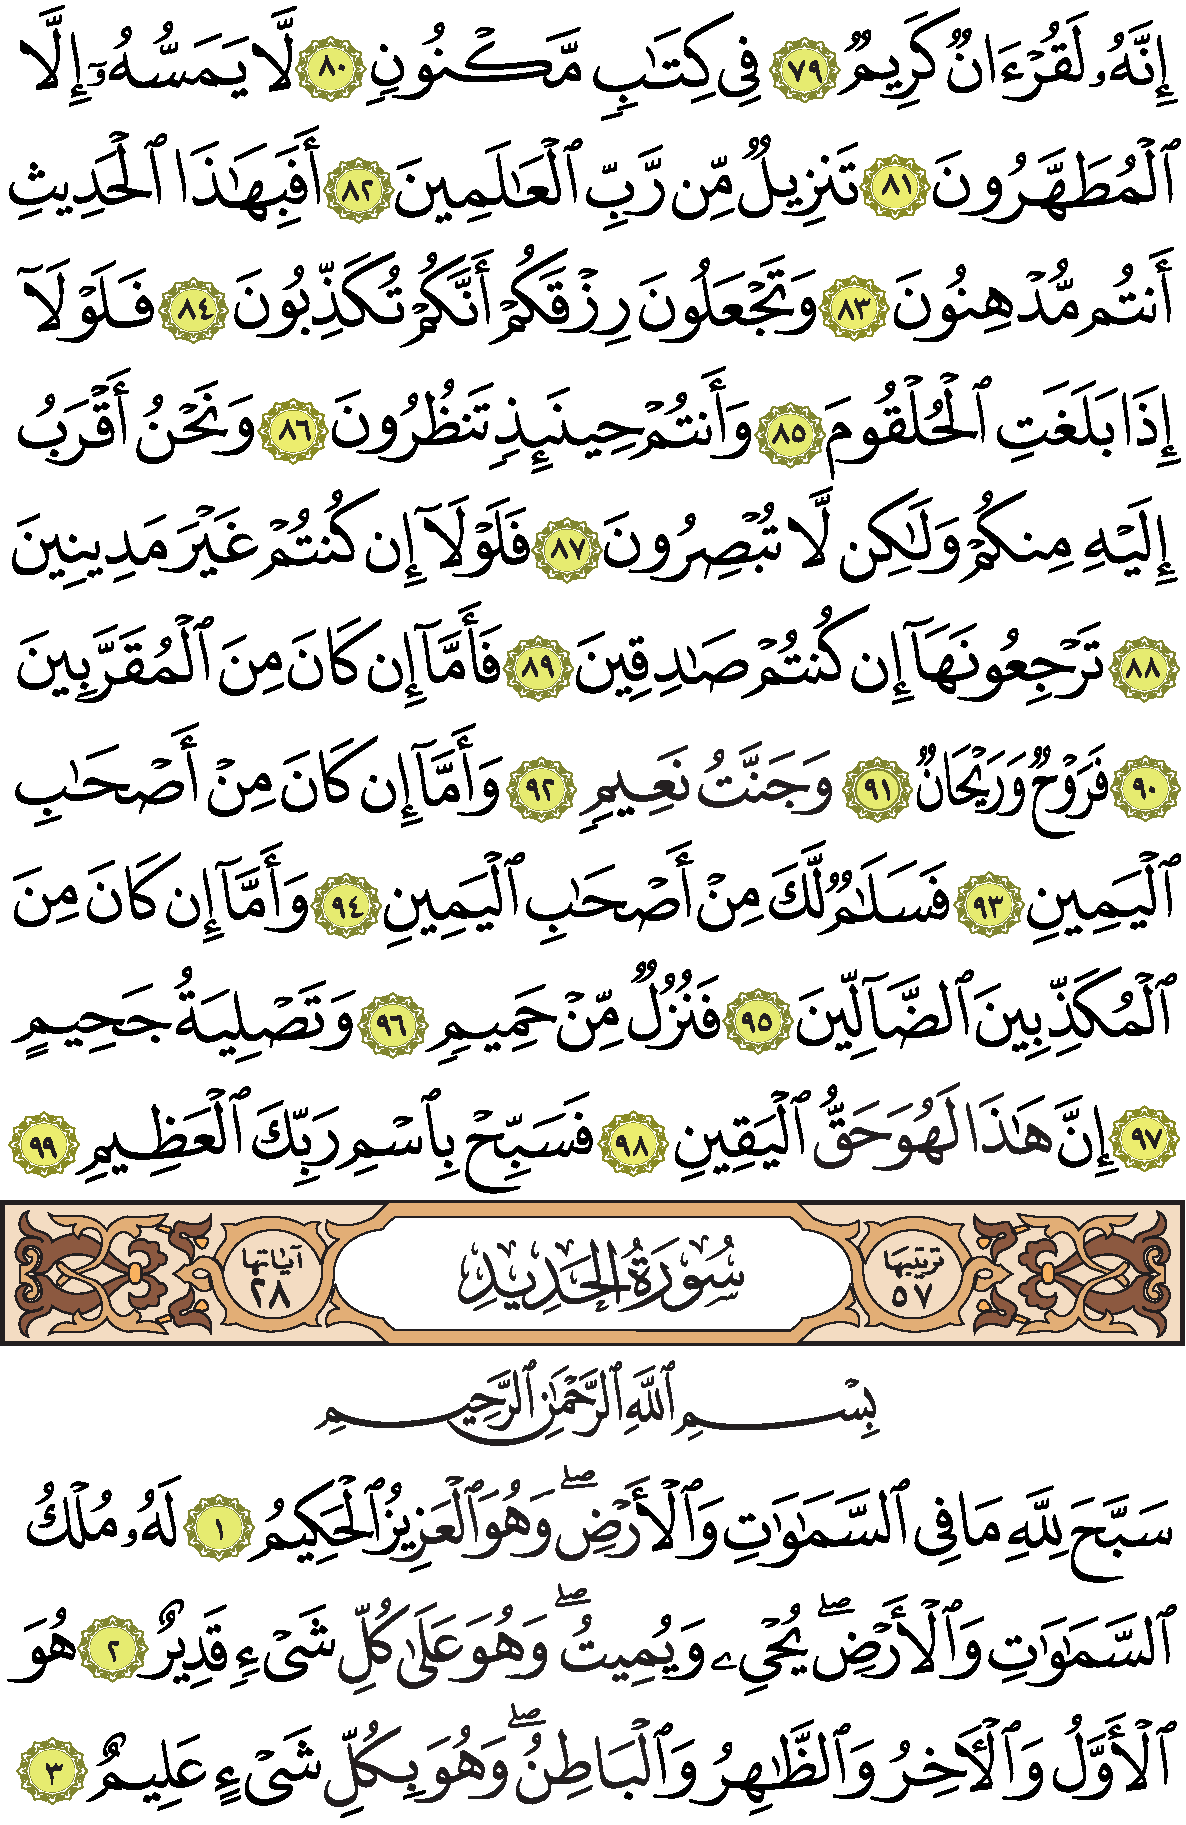 إِنَّهُۥ لَقُرْءَانٌ كَرِيمٌ ٧٩ فِى كِتَٰبٍ مَّكْنُونٍ ٨٠ لَّا يَمَسُّهُۥٓ إِلَّا
ٱلْمُطَهَّرُونَ ٨١ تَنزِيلٌ مِّن رَّبِّ ٱلْعَٰلَمِينَ ٨٢ أَفَبِهَٰذَا ٱلْحَدِيثِ
أَنتُم مُّدْهِنُونَ ٨٣ وَتَجْعَلُونَ رِزْقَكُمْ أَنَّكُمْ تُكَذِّبُونَ ٨٤ فَلَوْلَآ
إِذَا بَلَغَتِ ٱلْحُلْقُومَ ٨٥ وَأَنتُمْ حِينَئِذٍ تَنظُرُونَ ٨٦ وَنَحْنُ أَقْرَبُ
إِلَيْهِ مِنكُمْ وَلَٰكِن لَّا تُبْصِرُونَ ٨٧ فَلَوْلَآ إِن كُنتُمْ غَيْرَ مَدِينِينَ
٨٨ تَرْجِعُونَهَآ إِن كُنتُمْ صَٰدِقِينَ ٨٩ فَأَمَّآ إِن كَانَ مِنَ ٱلْمُقَرَّبِينَ
٩٠ فَرَوْحٌ وَرَيْحَانٌ ٩١ وَجَنَّتُ نَعِيمٍ ٩٢ وَأَمَّآ إِن كَانَ مِنْ أَصْحَٰبِ
ٱلْيَمِينِ ٩٣ فَسَلَٰمٌ لَّكَ مِنْ أَصْحَٰبِ ٱلْيَمِينِ ٩٤ وَأَمَّآ إِن كَانَ مِنَ
ٱلْمُكَذِّبِينَ ٱلضَّآلِّينَ ٩٥ فَنُزُلٌ مِّنْ حَمِيمٍ ٩٦ وَتَصْلِيَةُ جَحِيمٍ
٩٧ إِنَّ هَٰذَا لَهُوَ حَقُّ ٱلْيَقِينِ ٩٨ فَسَبِّحْ بِٱسْمِ رَبِّكَ ٱلْعَظِيمِ ٩٩
ترتيبها ٥٧ سُورَةُ الحَدِيدِ آياتها ٢٨
بِسْمِ ٱللَّهِ ٱلرَّحْمَٰنِ ٱلرَّحِيمِ
سَبَّحَ لِلَّهِ مَا فِى ٱلسَّمَٰوَٰتِ وَٱلْأَرْضِ ۖ وَهُوَ ٱلْعَزِيزُ ٱلْحَكِيمُ ١ لَهُۥ مُلْكُ
ٱلسَّمَٰوَٰتِ وَٱلْأَرْضِ ۖ يُحْىِۦ وَيُمِيتُ ۖ وَهُوَ عَلَىٰ كُلِّ شَىْءٍ قَدِيرٌ ٢ هُوَ
ٱلْأَوَّلُ وَٱلْءَاخِرُ وَٱلظَّٰهِرُ وَٱلْبَاطِنُ ۖ وَهُوَ بِكُلِّ شَىْءٍ عَلِيمٌ ٣